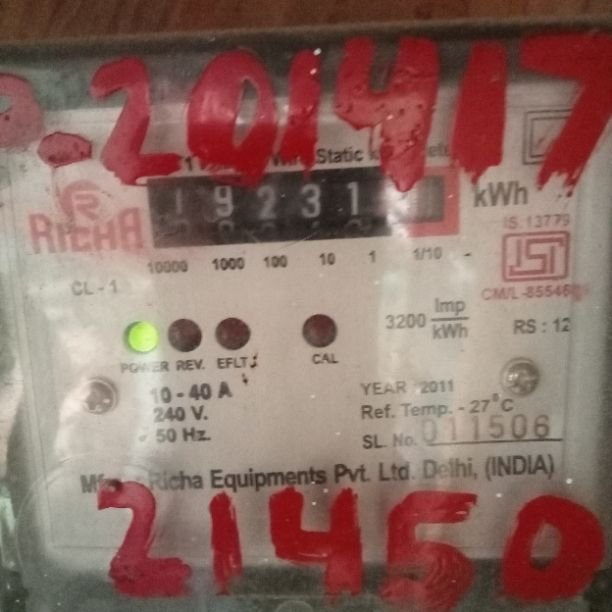 P.201417
Static
RICHA
19231
kWh
IS. 13779
10000 1000 100 10 1 1/10
ISI
CL - 1
CM/L -85546
3200 Imp/kWh
RS : 12
POWER REV. EFLT CAL
10 - 40 A
240 V.
50 Hz.
YEAR : 2011
Ref. Temp. - 27°C
SL. No. 011506
Richa Equipments Pvt. Ltd. Delhi, (INDIA)
21450